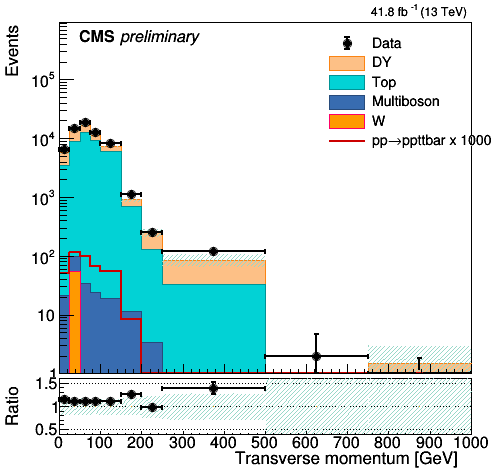 41.8 fb⁻¹ (13 TeV)
CMS preliminary
Events
Data
DY
Top
Multiboson
W
pp→ppttbar x 1000
10⁵
10⁴
10³
10²
10
1
Ratio
1.5
1
0.5
0 100 200 300 400 500 600 700 800 900 1000
Transverse momentum [GeV]